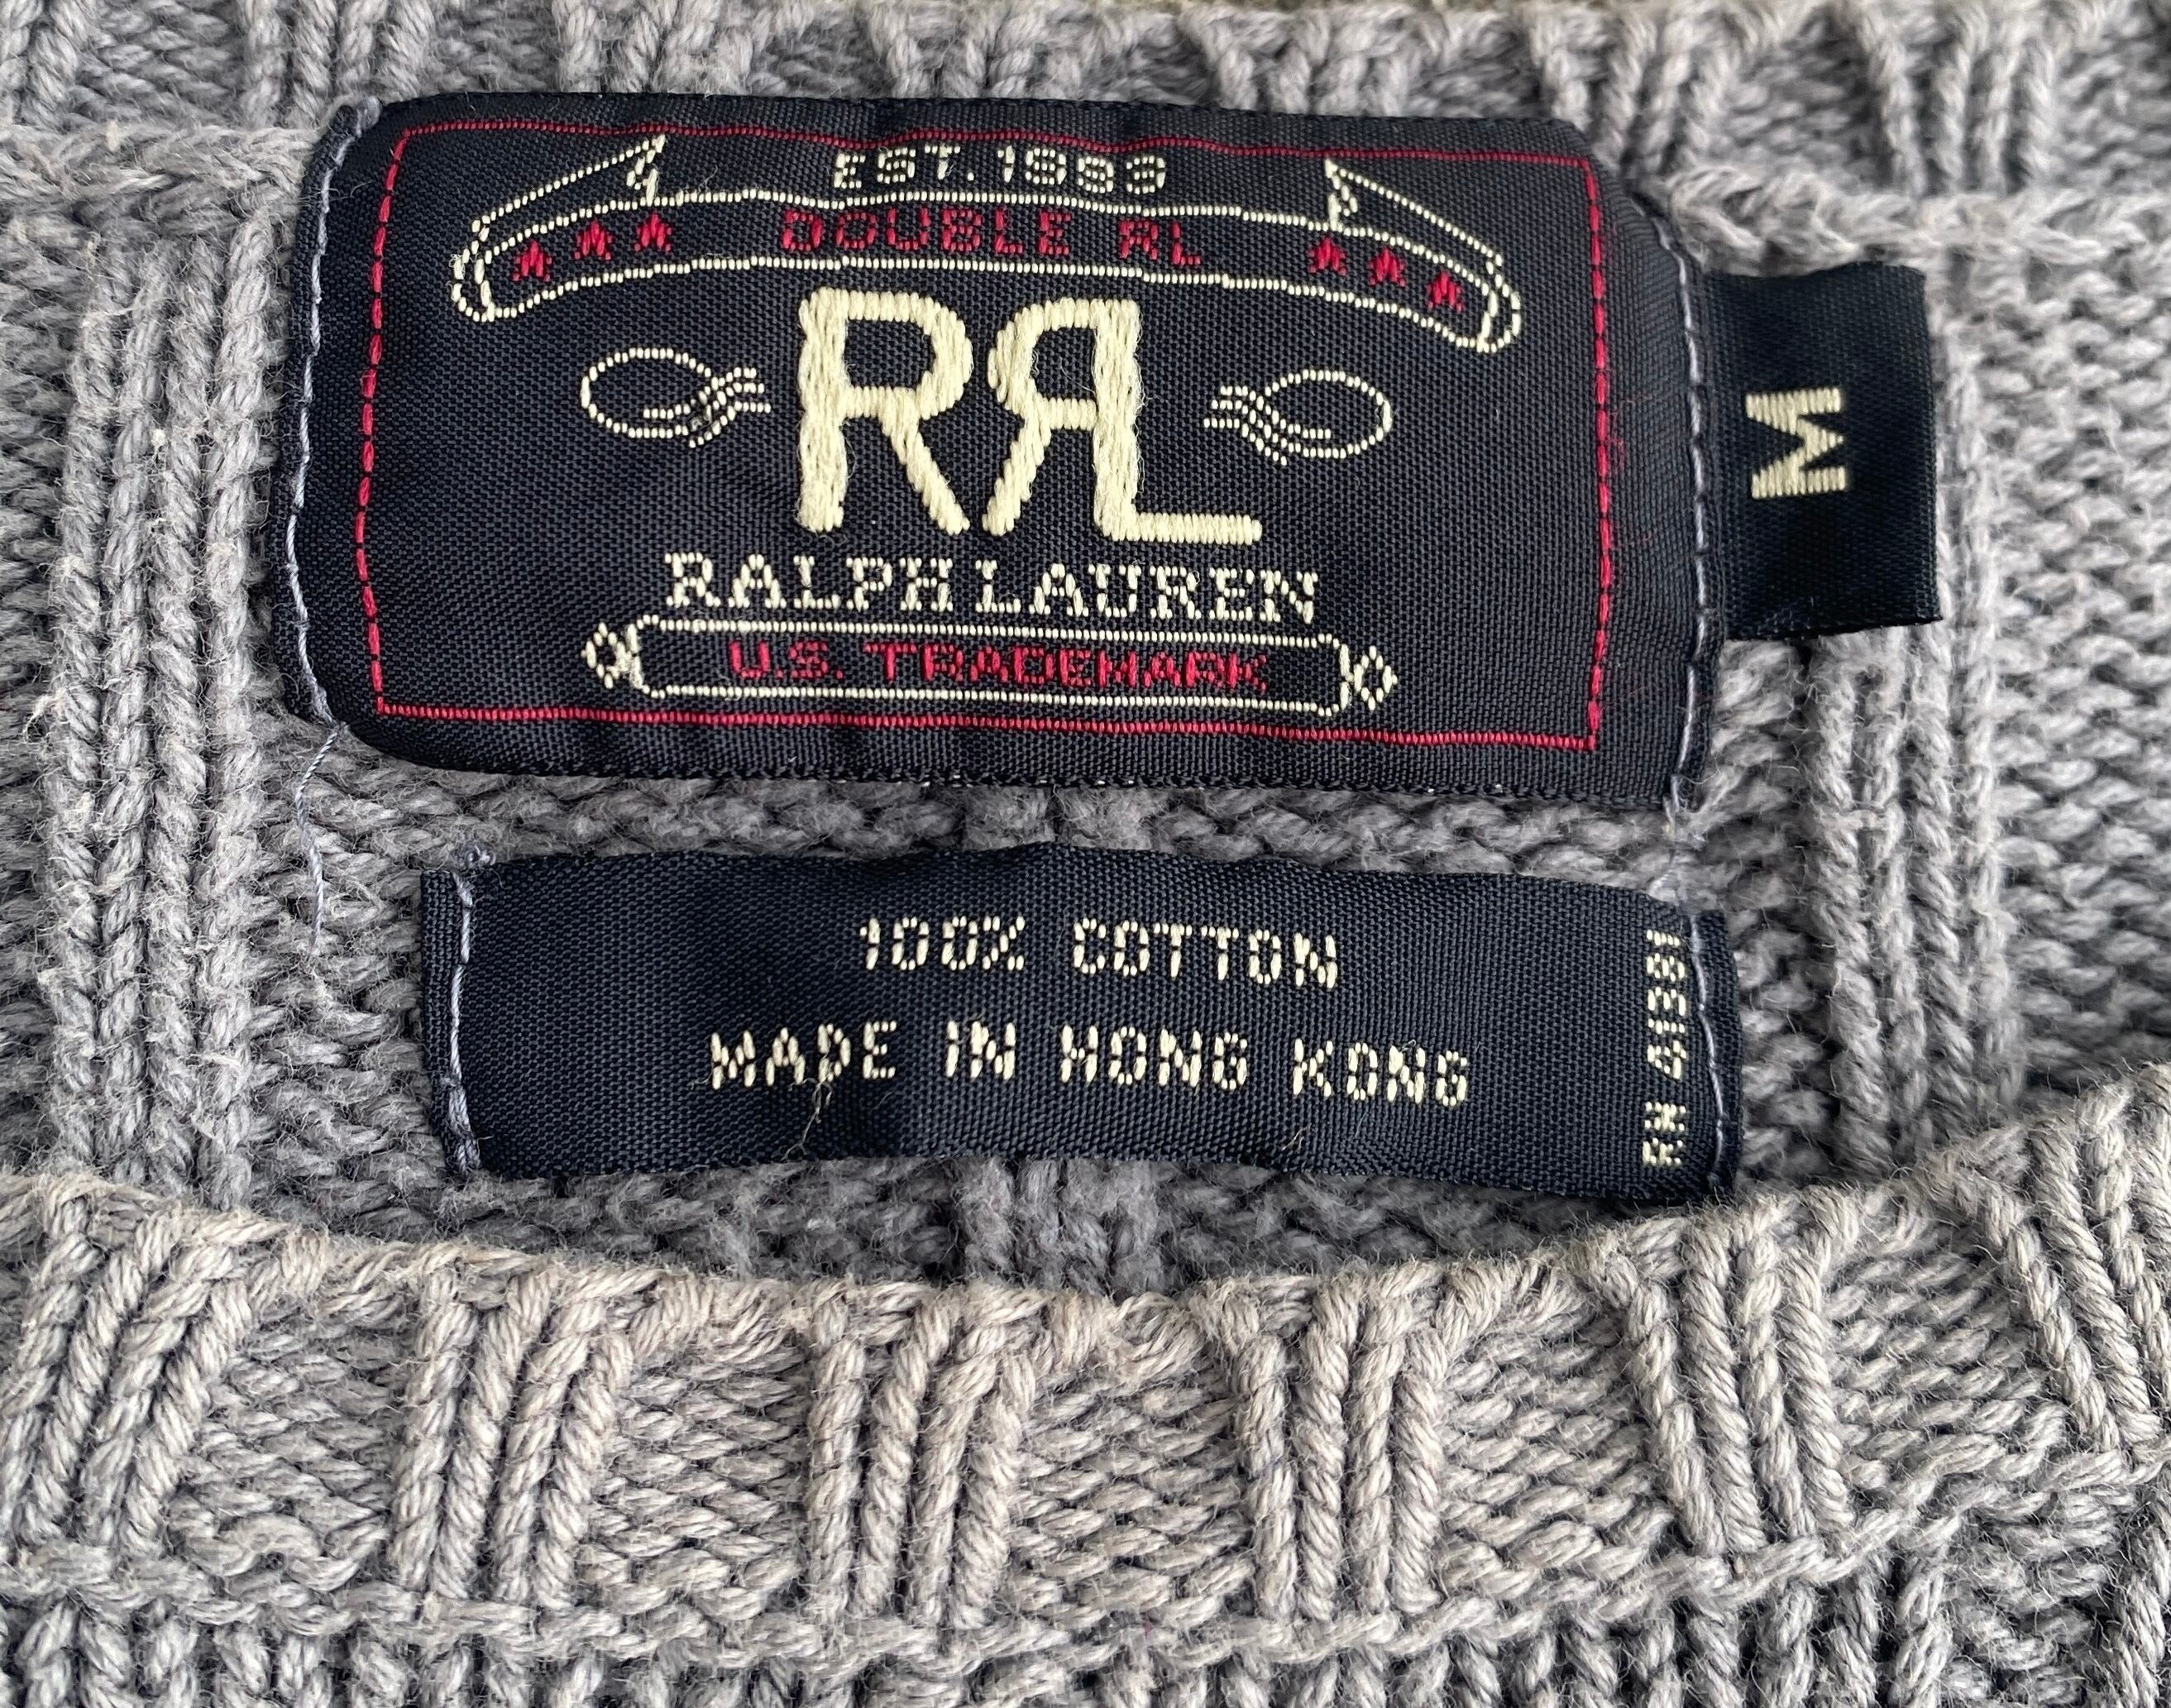 EST. 1993
DOUBLE RL
RRL
RALPH LAUREN
U.S. TRADEMARK
M
100% COTTON
MADE IN HONG KONG
RN 41381